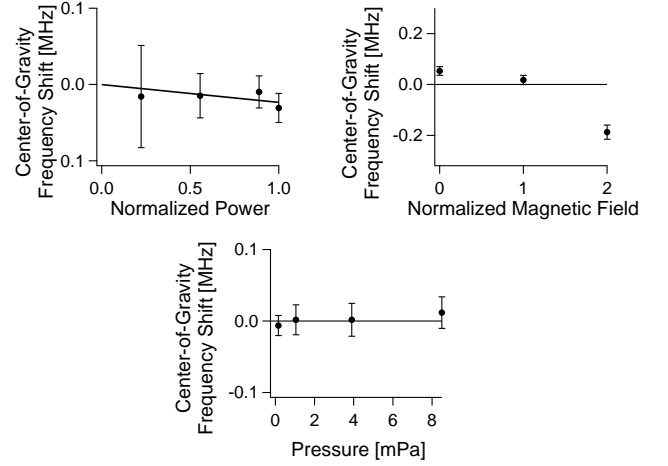 Center-of-Gravity
Frequency Shift [MHz]
0.1
0.0
0.1
0.0
0.5
1.0
Normalized Power
Center-of-Gravity
Frequency Shift [MHz]
0.2
0.0
-0.2
0
1
2
Normalized Magnetic Field
Center-of-Gravity
Frequency Shift [MHz]
0.1
0.0
-0.1
0
2
4
6
8
Pressure [mPa]